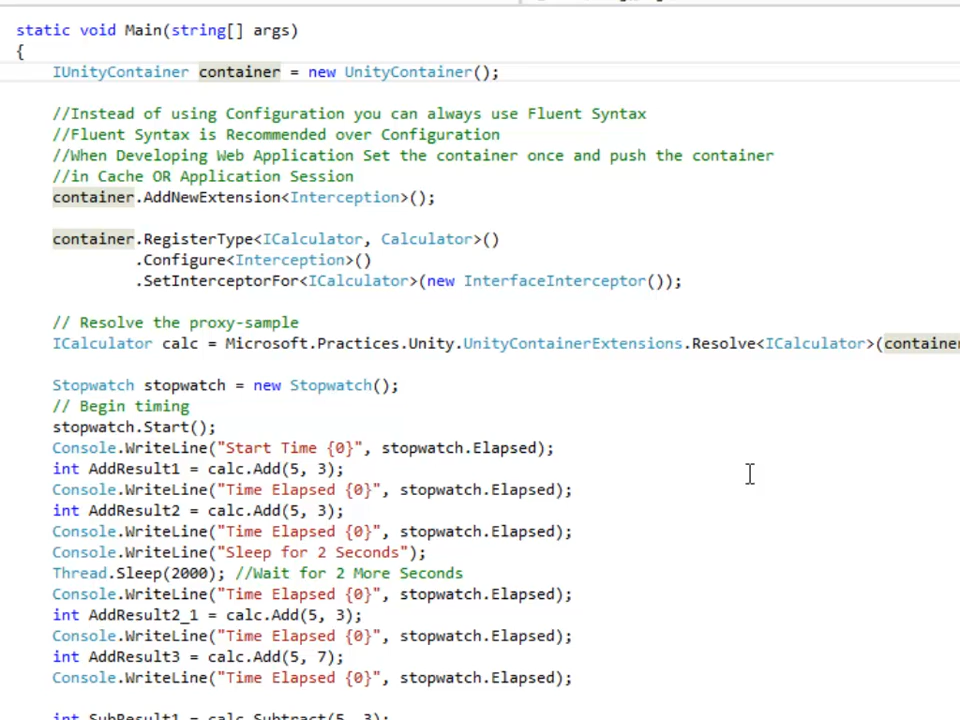 static void Main(string[] args)
{
IUnityContainer container = new UnityContainer();
//Instead of using Configuration you can always use Fluent Syntax
//Fluent Syntax is Recommended over Configuration
//When Developing Web Application Set the container once and push the container
//in Cache OR Application Session
container.AddNewExtension<Interception>();
container.RegisterType<ICalculator, Calculator>()
.Configure<Interception>()
.SetInterceptorFor<ICalculator>(new InterfaceInterceptor());
// Resolve the proxy-sample
ICalculator calc = Microsoft.Practices.Unity.UnityContainerExtensions.Resolve<ICalculator>(container
Stopwatch stopwatch = new Stopwatch();
// Begin timing
stopwatch.Start();
Console.WriteLine("Start Time {0}", stopwatch.Elapsed);
int AddResult1 = calc.Add(5, 3);
Console.WriteLine("Time Elapsed {0}", stopwatch.Elapsed);
int AddResult2 = calc.Add(5, 3);
Console.WriteLine("Time Elapsed {0}", stopwatch.Elapsed);
Console.WriteLine("Sleep for 2 Seconds");
Thread.Sleep(2000); //Wait for 2 More Seconds
Console.WriteLine("Time Elapsed {0}", stopwatch.Elapsed);
int AddResult2_1 = calc.Add(5, 3);
Console.WriteLine("Time Elapsed {0}", stopwatch.Elapsed);
int AddResult3 = calc.Add(5, 7);
Console.WriteLine("Time Elapsed {0}", stopwatch.Elapsed);
int SubResult1 = calc.Subtract(5, 3);